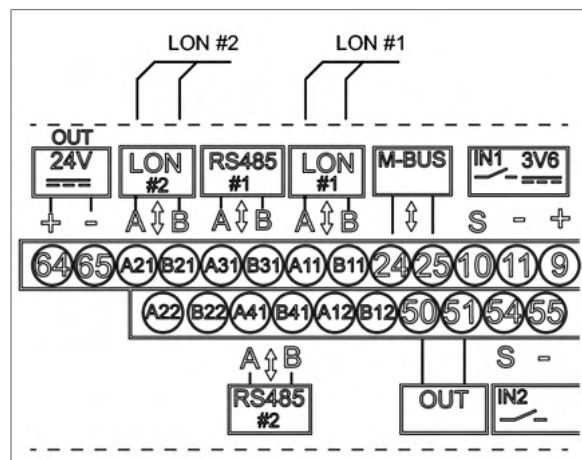 LON #2 LON #1
OUT
24V LON #2 RS485 #1 LON #1 M-BUS IN1 3V6
+ - A B A B A B S - +
64 65 A21 B21 A31 B31 A11 B11 24 25 10 11 9
A22 B22 A41 B41 A12 B12 50 51 54 55
A B S -
RS485 #2 OUT IN2